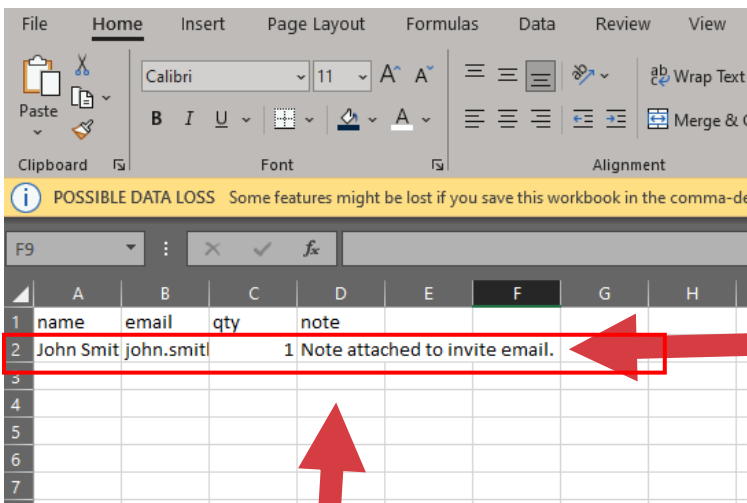 File Home Insert Page Layout Formulas Data Review View
Calibri 11 A A ab Wrap Text
Paste B I U A Merge &
Clipboard Font Alignment
POSSIBLE DATA LOSS Some features might be lost if you save this workbook in the comma-de
F9 fx
A B C D E F G H
1 name email qty note
2 John Smit john.smit 1 Note attached to invite email.
3
4
5
6
7